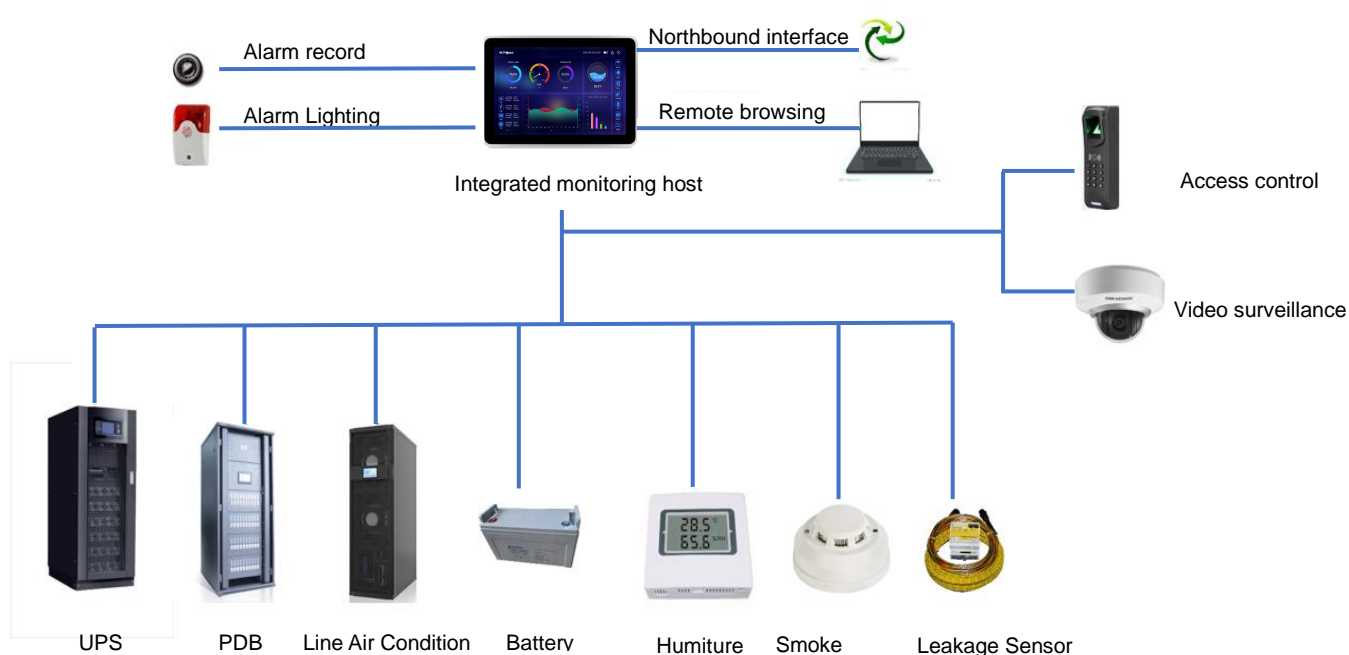 Alarm record
Northbound interface
Alarm Lighting
Remote browsing
Integrated monitoring host
Access control
Video surveillance
28.5 °C
65.6 %RH
UPS
PDB
Line Air Condition
Battery
Humiture
Smoke
Leakage Sensor